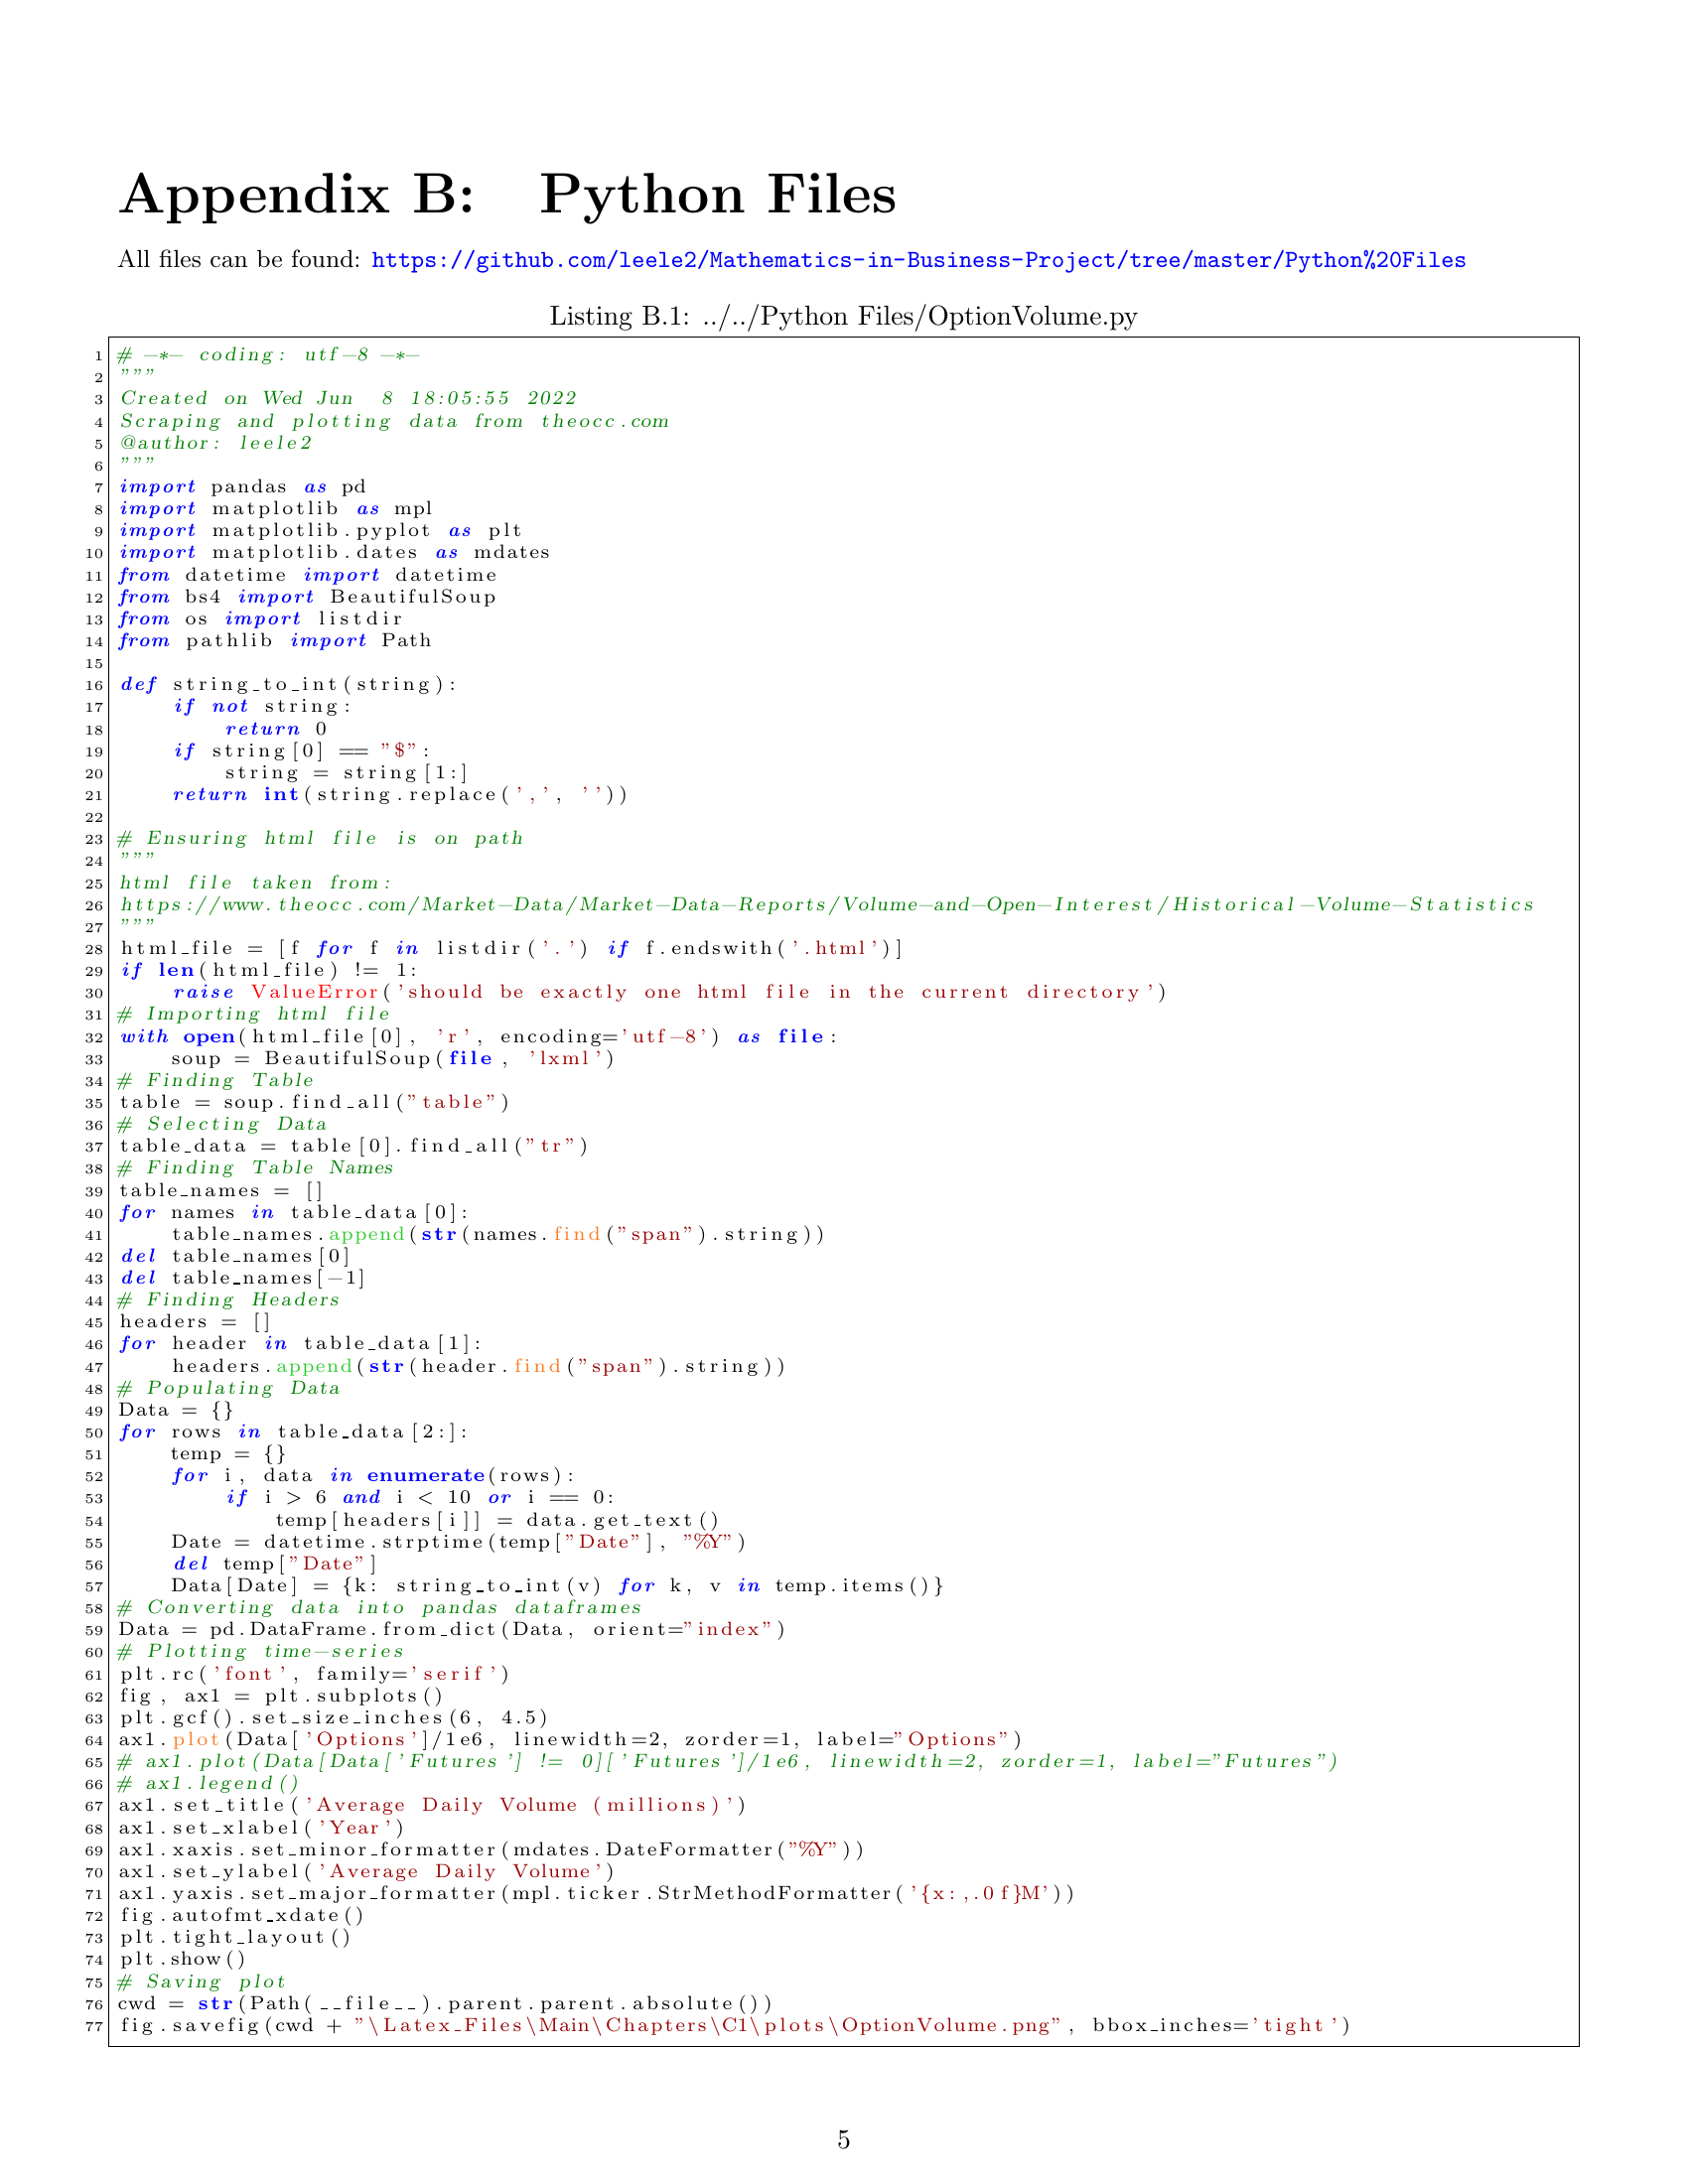 Appendix B: Python Files
All files can be found: https://github.com/leele2/Mathematics-in-Business-Project/tree/master/Python%20Files
Listing B.1: ../../Python Files/OptionVolume.py
1 # -*- coding: utf-8 -*-
2 """
3 Created on Wed Jun  8 18:05:55 2022
4 Scraping and plotting data from theocc.com
5 @author: leele2
6 """
7 import pandas as pd
8 import matplotlib as mpl
9 import matplotlib.pyplot as plt
10 import matplotlib.dates as mdates
11 from datetime import datetime
12 from bs4 import BeautifulSoup
13 from os import listdir
14 from pathlib import Path
15
16 def string_to_int(string):
17     if not string:
18         return 0
19     if string[0] == "$":
20         string = string[1:]
21     return int(string.replace(',', ''))
22
23 # Ensuring html file is on path
24 """
25 html file taken from:
26 https://www.theocc.com/Market-Data/Market-Data-Reports/Volume-and-Open-Interest/Historical-Volume-Statistics
27 """
28 html_file = [f for f in listdir('.') if f.endswith('.html')]
29 if len(html_file) != 1:
30     raise ValueError('should be exactly one html file in the current directory')
31 # Importing html file
32 with open(html_file[0], 'r', encoding='utf-8') as file:
33     soup = BeautifulSoup(file, 'lxml')
34 # Finding Table
35 table = soup.find_all("table")
36 # Selecting Data
37 table_data = table[0].find_all("tr")
38 # Finding Table Names
39 table_names = []
40 for names in table_data[0]:
41     table_names.append(str(names.find("span").string))
42 del table_names[0]
43 del table_names[-1]
44 # Finding Headers
45 headers = []
46 for header in table_data[1]:
47     headers.append(str(header.find("span").string))
48 # Populating Data
49 Data = {}
50 for rows in table_data[2:]:
51     temp = {}
52     for i, data in enumerate(rows):
53         if i > 6 and i < 10 or i == 0:
54             temp[headers[i]] = data.get_text()
55     Date = datetime.strptime(temp["Date"], "%Y")
56     del temp["Date"]
57     Data[Date] = {k: string_to_int(v) for k, v in temp.items()}
58 # Converting data into pandas dataframes
59 Data = pd.DataFrame.from_dict(Data, orient="index")
60 # Plotting time-series
61 plt.rc('font', family='serif')
62 fig, ax1 = plt.subplots()
63 plt.gcf().set_size_inches(6, 4.5)
64 ax1.plot(Data['Options']/1e6, linewidth=2, zorder=1, label="Options")
65 # ax1.plot(Data[Data['Futures'] != 0]['Futures']/1e6, linewidth=2, zorder=1, label="Futures")
66 # ax1.legend()
67 ax1.set_title('Average Daily Volume (millions)')
68 ax1.set_xlabel('Year')
69 ax1.xaxis.set_minor_formatter(mdates.DateFormatter("%Y"))
70 ax1.set_ylabel('Average Daily Volume')
71 ax1.yaxis.set_major_formatter(mpl.ticker.StrMethodFormatter('{x:,.0f}M'))
72 fig.autofmt_xdate()
73 plt.tight_layout()
74 plt.show()
75 # Saving plot
76 cwd = str(Path(__file__).parent.parent.absolute())
77 fig.savefig(cwd + "\Latex_Files\Main\Chapters\C1\plots\OptionVolume.png", bbox_inches='tight')
5